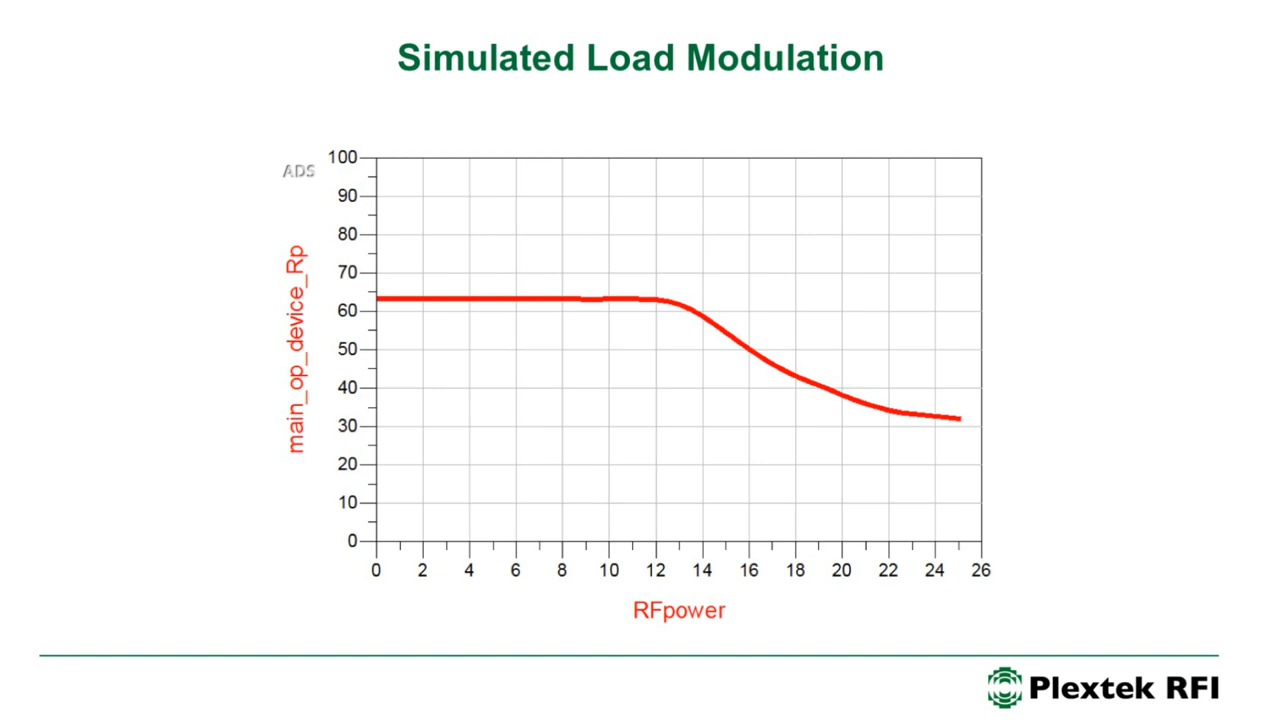 Simulated Load Modulation
ADS
100
90
80
70
60
50
40
30
20
10
0
main_op_device_Rp
0 2 4 6 8 10 12 14 16 18 20 22 24 26
RFpower
Plextek RFI